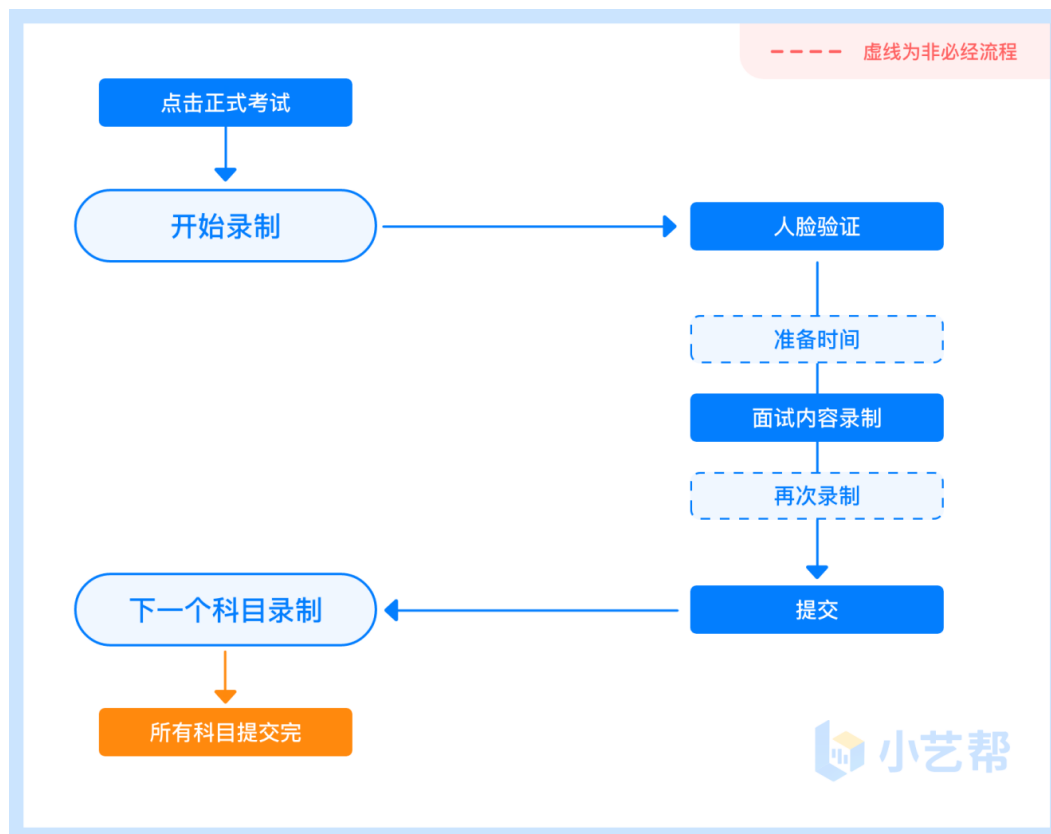 虚线为非必经流程
点击正式考试
开始录制
人脸验证
准备时间
面试内容录制
再次录制
提交
下一个科目录制
所有科目提交完
小艺帮